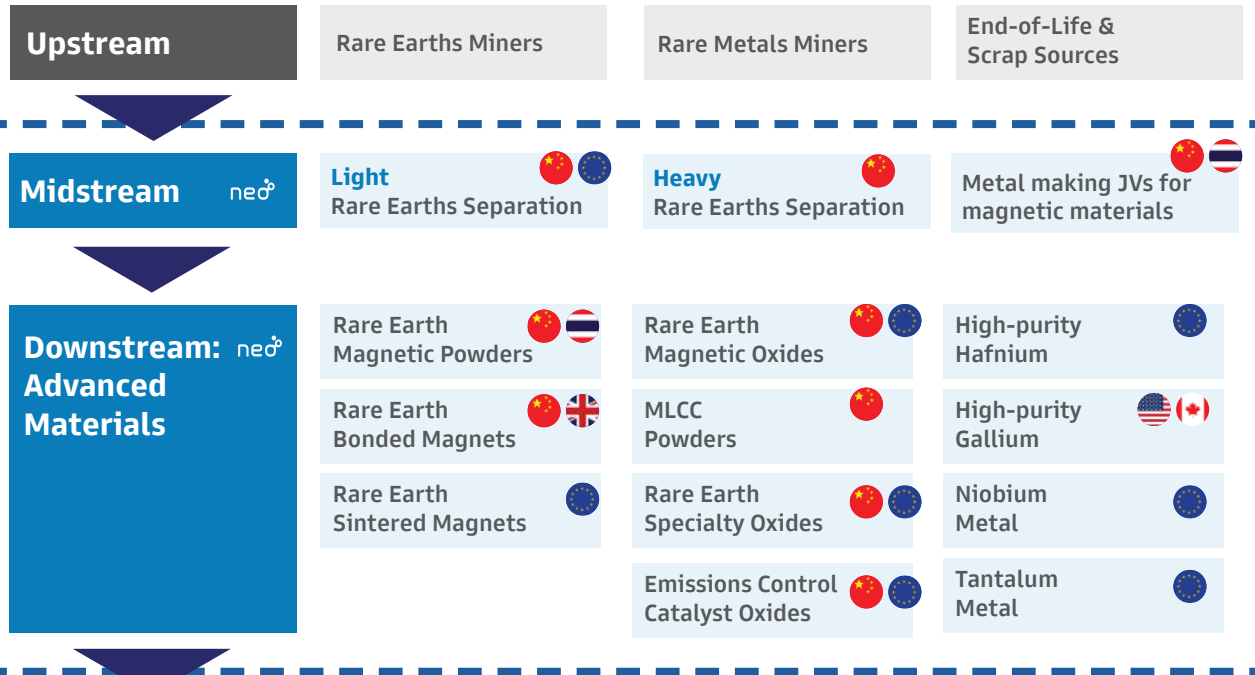 Upstream
Rare Earths Miners
Rare Metals Miners
End-of-Life &
Scrap Sources
Midstream
neo
Light
Rare Earths Separation
Heavy
Rare Earths Separation
Metal making JVs for
magnetic materials
Downstream:
neo
Advanced
Materials
Rare Earth
Magnetic Powders
Rare Earth
Magnetic Oxides
High-purity
Hafnium
Rare Earth
Bonded Magnets
MLCC
Powders
High-purity
Gallium
Rare Earth
Sintered Magnets
Rare Earth
Specialty Oxides
Niobium
Metal
Emissions Control
Catalyst Oxides
Tantalum
Metal